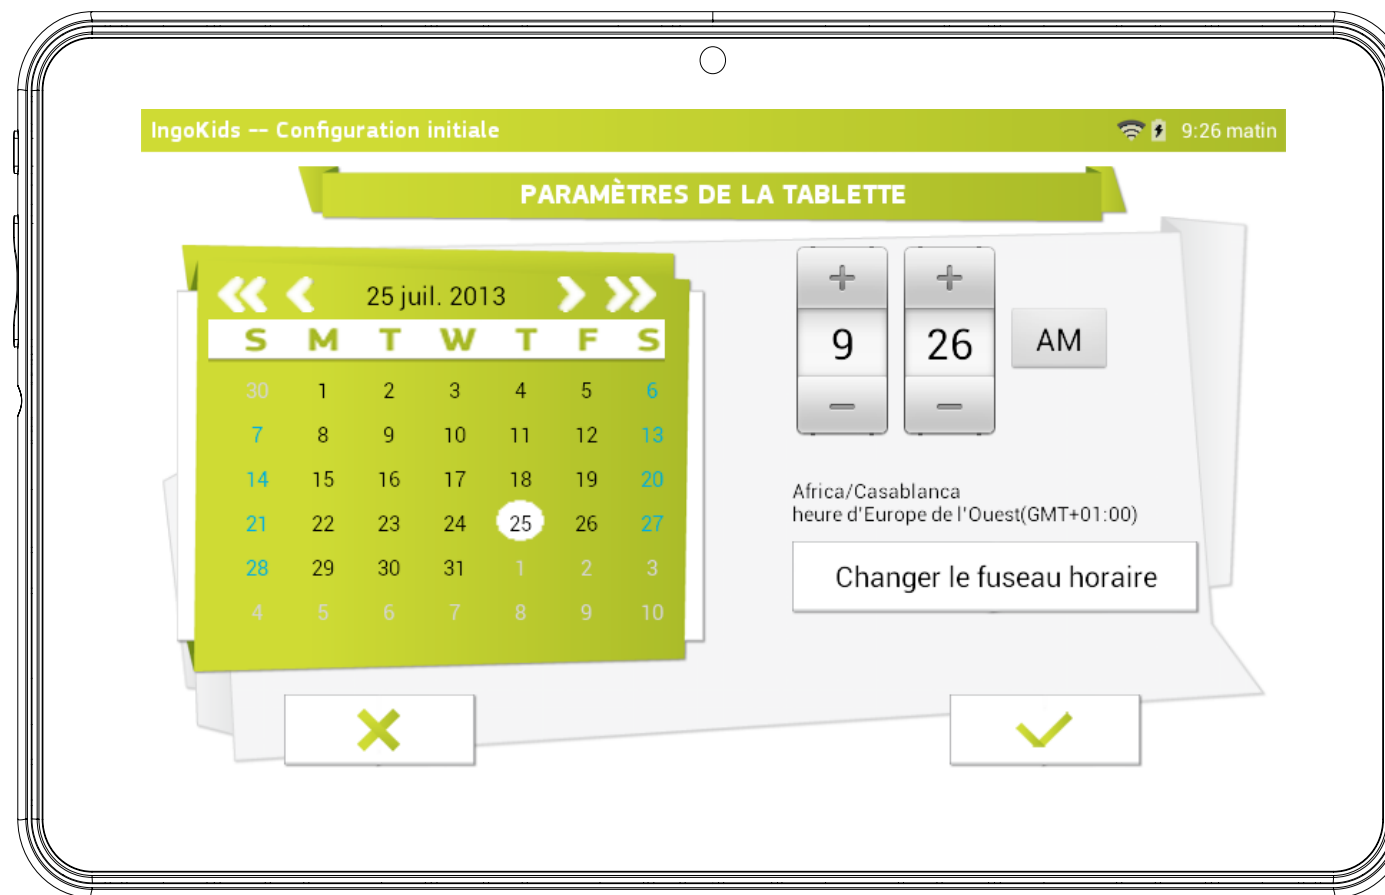 IngoKids -- Configuration initiale 9:26 matin
PARAMÈTRES DE LA TABLETTE
25 juil. 2013
S M T W T F S
30 1 2 3 4 5 6
7 8 9 10 11 12 13
14 15 16 17 18 19 20
21 22 23 24 25 26 27
28 29 30 31 1 2 3
4 5 6 7 8 9 10
+ +
9 26 AM
− −
Africa/Casablanca
heure d'Europe de l'Ouest(GMT+01:00)
Changer le fuseau horaire